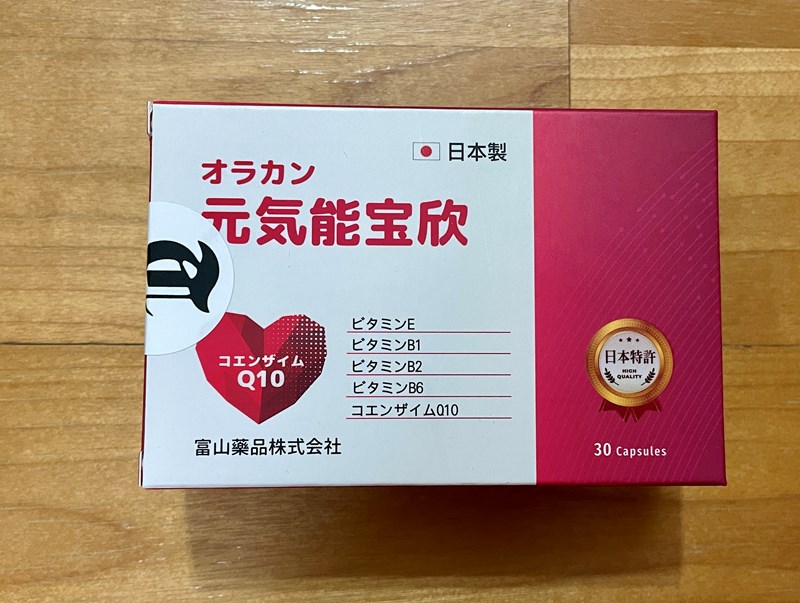 日本製
オラカン
元気能宝欣
コエンザイム
Q10
ビタミンE
ビタミンB1
ビタミンB2
ビタミンB6
コエンザイムQ10
富山藥品株式会社
日本特許
HIGH
QUALITY
30 Capsules